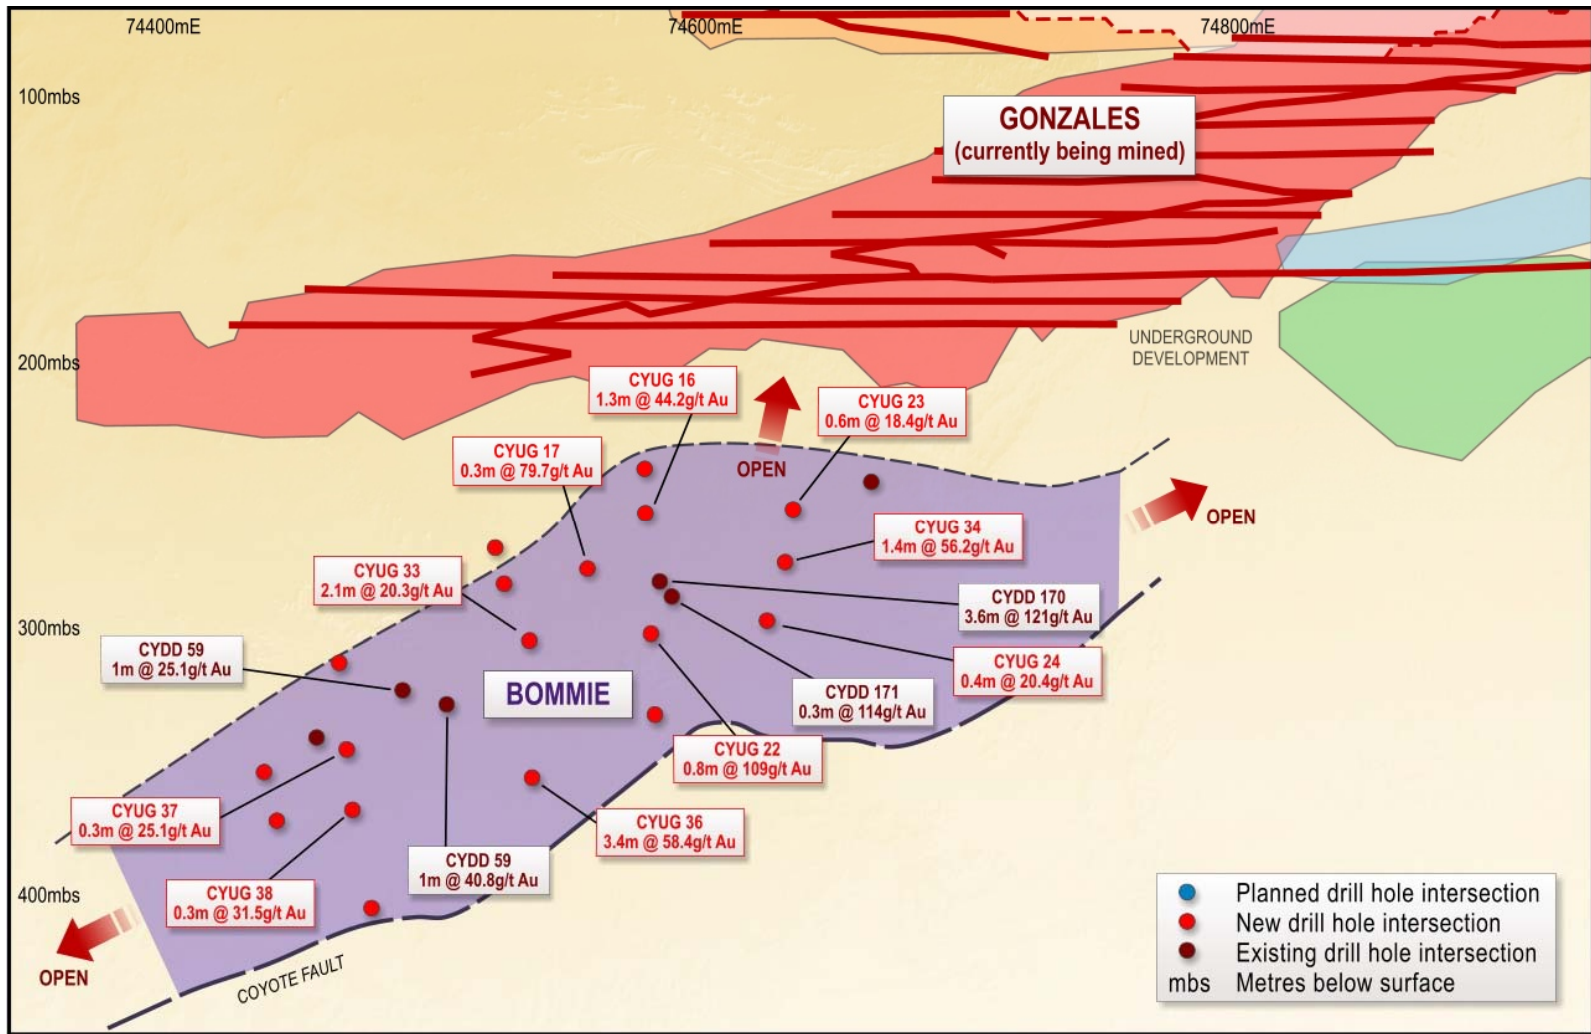 74400mE
74600mE
74800mE
100mbs
GONZALES
(currently being mined)
UNDERGROUND
DEVELOPMENT
200mbs
CYUG 16
1.3m @ 44.2g/t Au
CYUG 23
0.6m @ 18.4g/t Au
CYUG 17
0.3m @ 79.7g/t Au
OPEN
OPEN
CYUG 34
1.4m @ 56.2g/t Au
CYUG 33
2.1m @ 20.3g/t Au
CYDD 170
3.6m @ 121g/t Au
300mbs
CYDD 59
1m @ 25.1g/t Au
CYUG 24
0.4m @ 20.4g/t Au
BOMMIE
CYDD 171
0.3m @ 114g/t Au
CYUG 22
0.8m @ 109g/t Au
CYUG 37
0.3m @ 25.1g/t Au
CYUG 36
3.4m @ 58.4g/t Au
CYDD 59
1m @ 40.8g/t Au
CYUG 38
0.3m @ 31.5g/t Au
400mbs
OPEN
COYOTE FAULT
Planned drill hole intersection
New drill hole intersection
Existing drill hole intersection
mbs Metres below surface